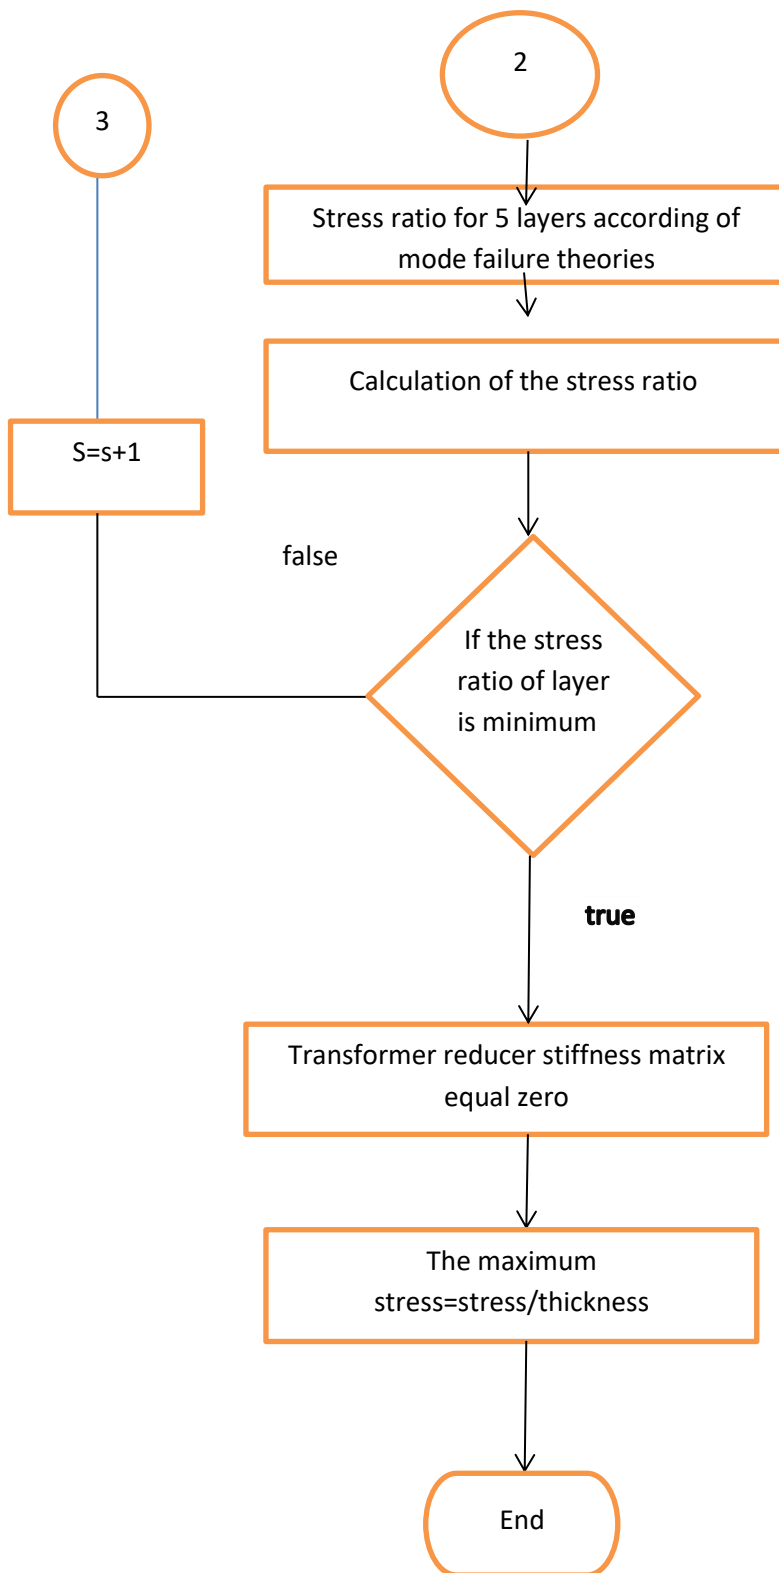 2
3
Stress ratio for 5 layers according of
mode failure theories
Calculation of the stress ratio
S=s+1
false
If the stress
ratio of layer
is minimum
true
Transformer reducer stiffness matrix
equal zero
The maximum
stress=stress/thickness
End